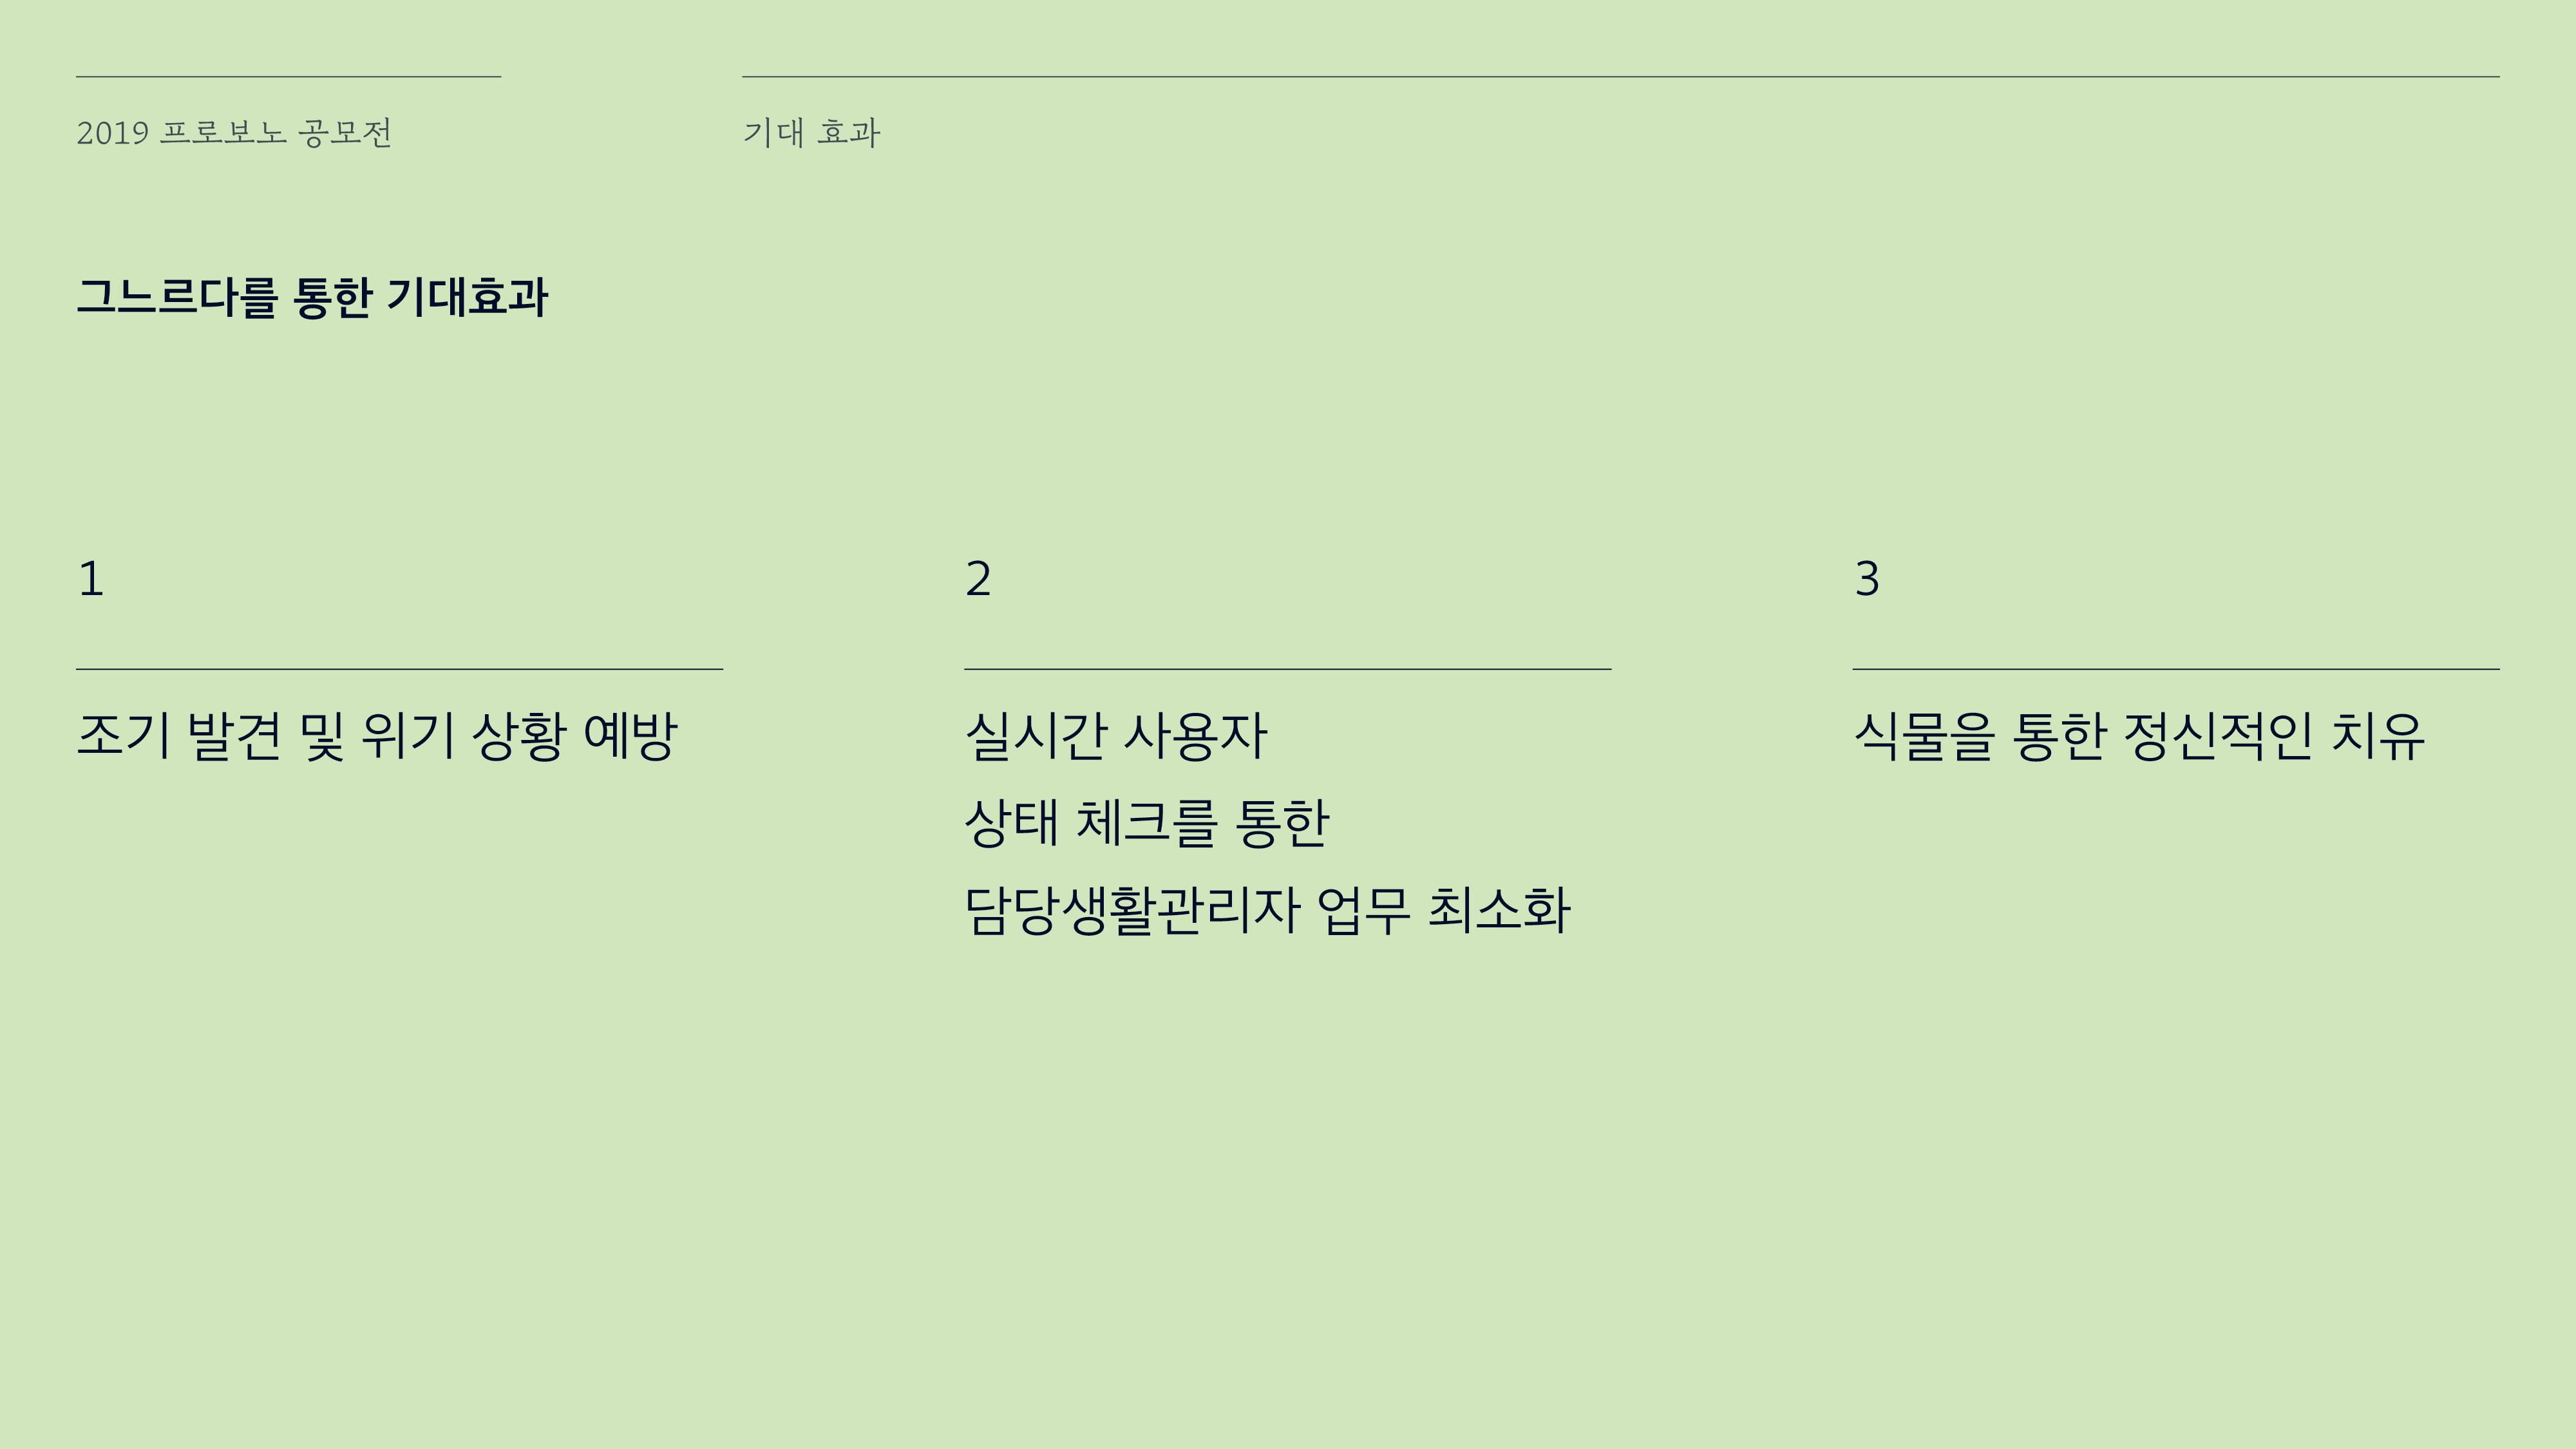 2019 프로보노 공모전
기대 효과
그느르다를 통한 기대효과
1
조기 발견 및 위기 상황 예방
2
실시간 사용자
상태 체크를 통한
담당생활관리자 업무 최소화
3
식물을 통한 정신적인 치유